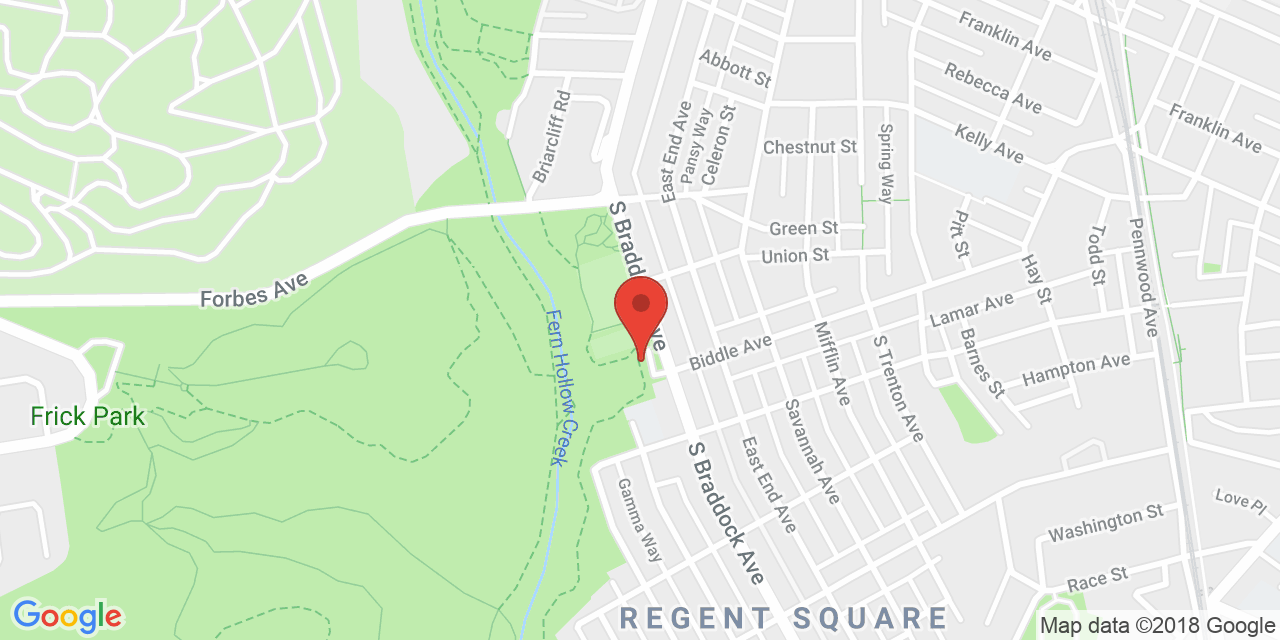 Franklin Ave
Abbott St
Rebecca Ave
Franklin Ave
Briarcliff Rd
East End Ave
Pansy Way
Celeron St
Kelly Ave
Chestnut St
Spring Way
S Braddock Ave
Green St
Pitt St
Union St
Todd St
Pennwood Ave
Hay St
Forbes Ave
Lamar Ave
Fern Hollow Creek
Biddle Ave
Mifflin Ave
S Trenton Ave
Barnes St
Hampton Ave
Frick Park
Savannah Ave
East End Ave
S Braddock Ave
Gamma Way
Love Pl
Washington St
Race St
REGENT SQUARE
Google
Map data ©2018 Google